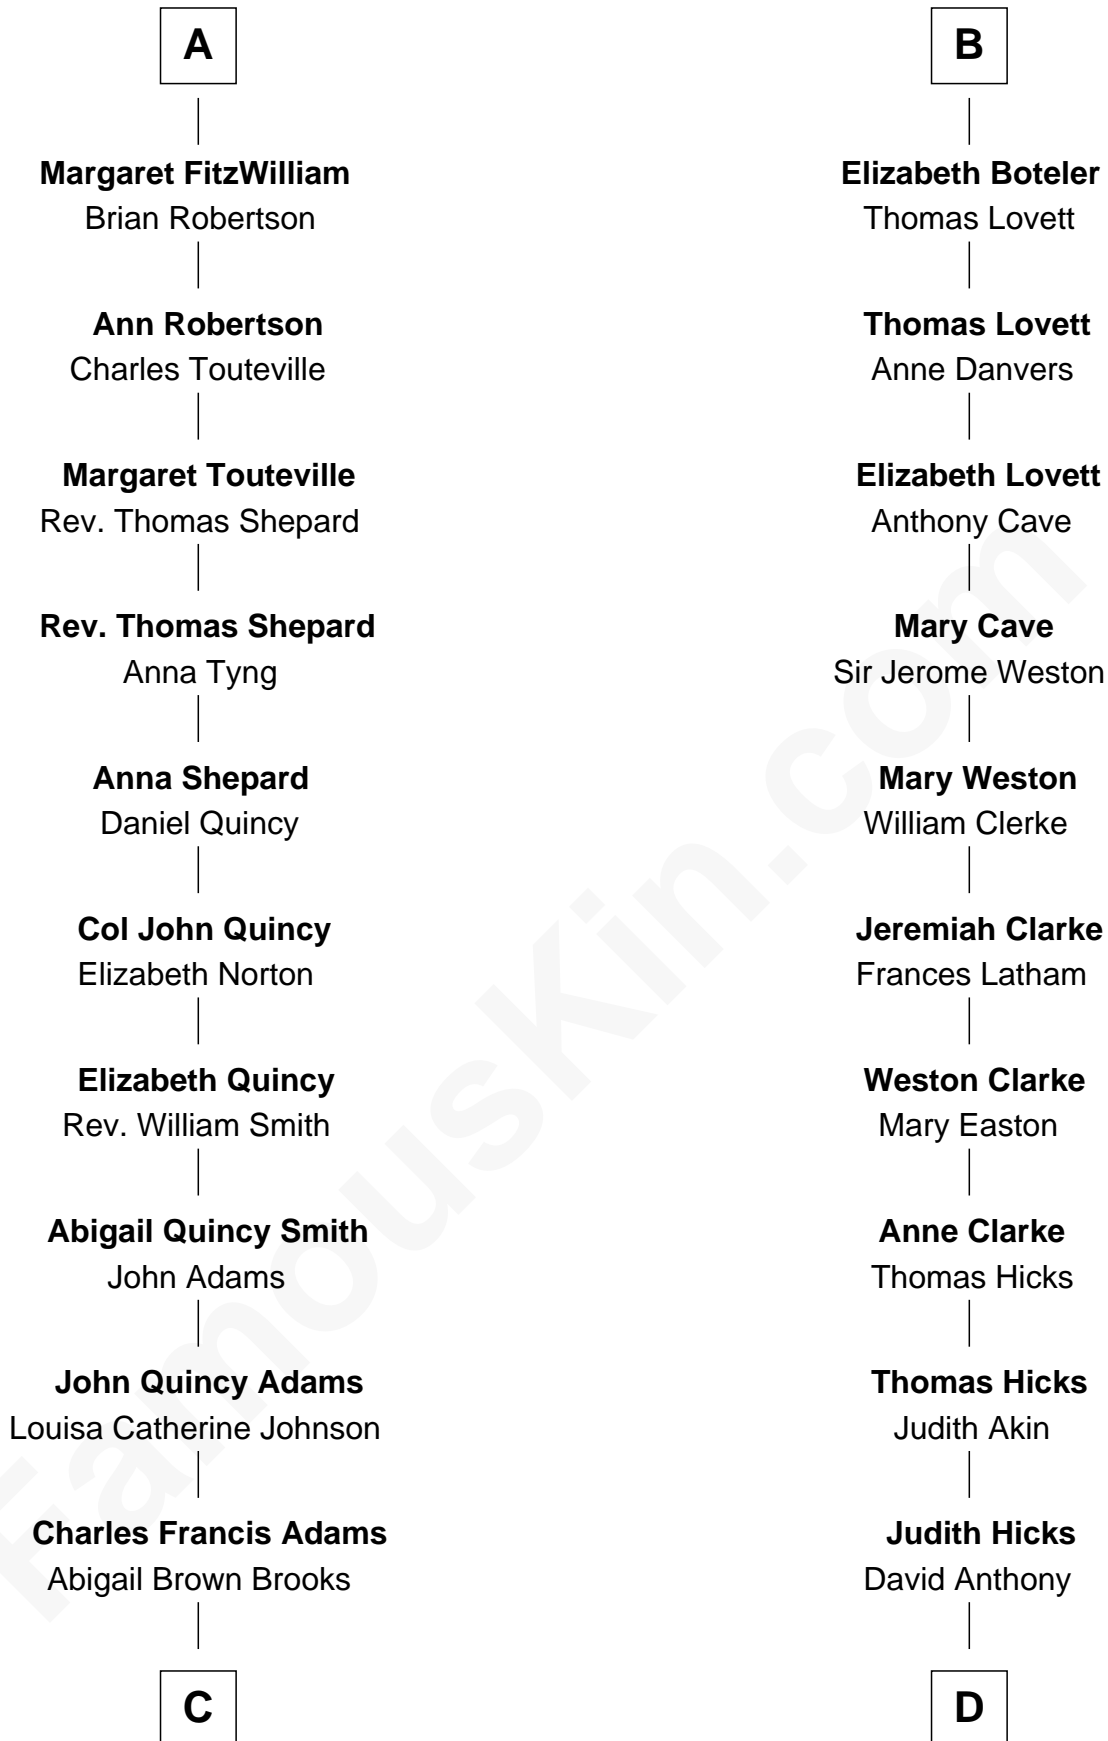 A
Margaret FitzWilliam
Brian Robertson
Ann Robertson
Charles Touteville
Margaret Touteville
Rev. Thomas Shepard
Rev. Thomas Shepard
Anna Tyng
Anna Shepard
Daniel Quincy
Col John Quincy
Elizabeth Norton
Elizabeth Quincy
Rev. William Smith
Abigail Quincy Smith
John Adams
John Quincy Adams
Louisa Catherine Johnson
Charles Francis Adams
Abigail Brown Brooks
C
B
Elizabeth Boteler
Thomas Lovett
Thomas Lovett
Anne Danvers
Elizabeth Lovett
Anthony Cave
Mary Cave
Sir Jerome Weston
Mary Weston
William Clerke
Jeremiah Clarke
Frances Latham
Weston Clarke
Mary Easton
Anne Clarke
Thomas Hicks
Thomas Hicks
Judith Akin
Judith Hicks
David Anthony
D
FamousKin.com